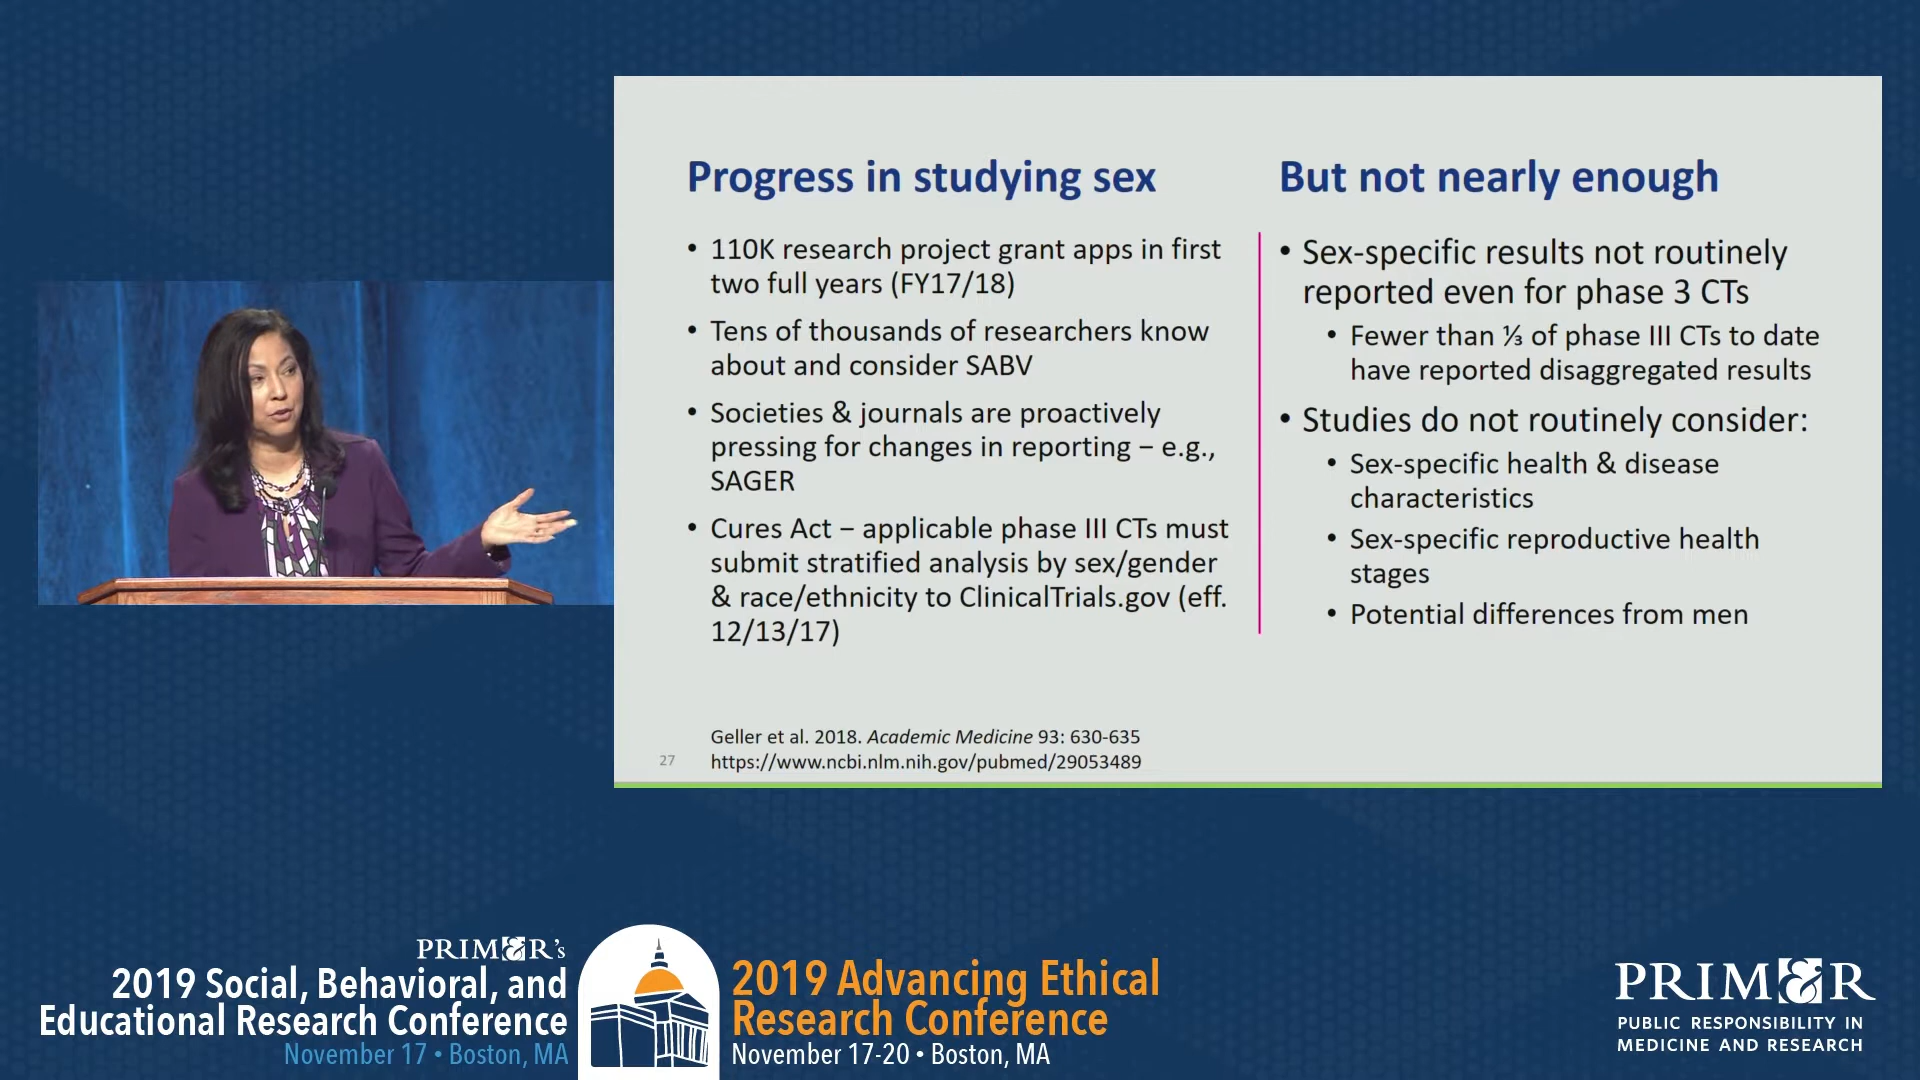 Progress in studying sex
• 110K research project grant apps in first
two full years (FY17/18)
• Tens of thousands of researchers know
about and consider SABV
• Societies & journals are proactively
pressing for changes in reporting – e.g.,
SAGER
• Cures Act – applicable phase III CTs must
submit stratified analysis by sex/gender
& race/ethnicity to ClinicalTrials.gov (eff.
12/13/17)
But not nearly enough
• Sex-specific results not routinely
reported even for phase 3 CTs
• Fewer than ⅓ of phase III CTs to date
have reported disaggregated results
• Studies do not routinely consider:
• Sex-specific health & disease
characteristics
• Sex-specific reproductive health
stages
• Potential differences from men
Geller et al. 2018. Academic Medicine 93: 630-635
27 https://www.ncbi.nlm.nih.gov/pubmed/29053489
PRIM&R's
2019 Social, Behavioral, and
Educational Research Conference
November 17 • Boston, MA
2019 Advancing Ethical
Research Conference
November 17-20 • Boston, MA
PRIM&R
PUBLIC RESPONSIBILITY IN
MEDICINE AND RESEARCH